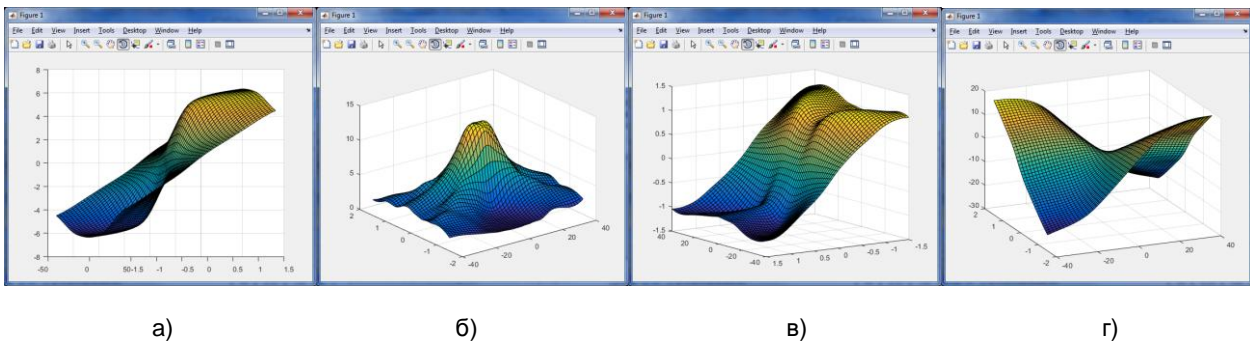 Figure 1
File Edit View Insert Tools Desktop Window Help
8
6
4
2
0
-2
-4
-6
-8
-50 0 50-1.5 -1 -0.5 0 0.5 1 1.5
Figure 1
File Edit View Insert Tools Desktop Window Help
15
10
5
0
2 1 0 -1 -2
-40 -20 0 20 40
Figure 1
File Edit View Insert Tools Desktop Window Help
1.5
1
0.5
0
-0.5
-1
-1.5
40 20 0 -20 -40
1.5 1 0.5 0 -0.5 -1 -1.5
Figure 1
File Edit View Insert Tools Desktop Window Help
20
10
0
-10
-20
-30
2 1 0 -1 -2
-40 -20 0 20 40
а) б) в) г)